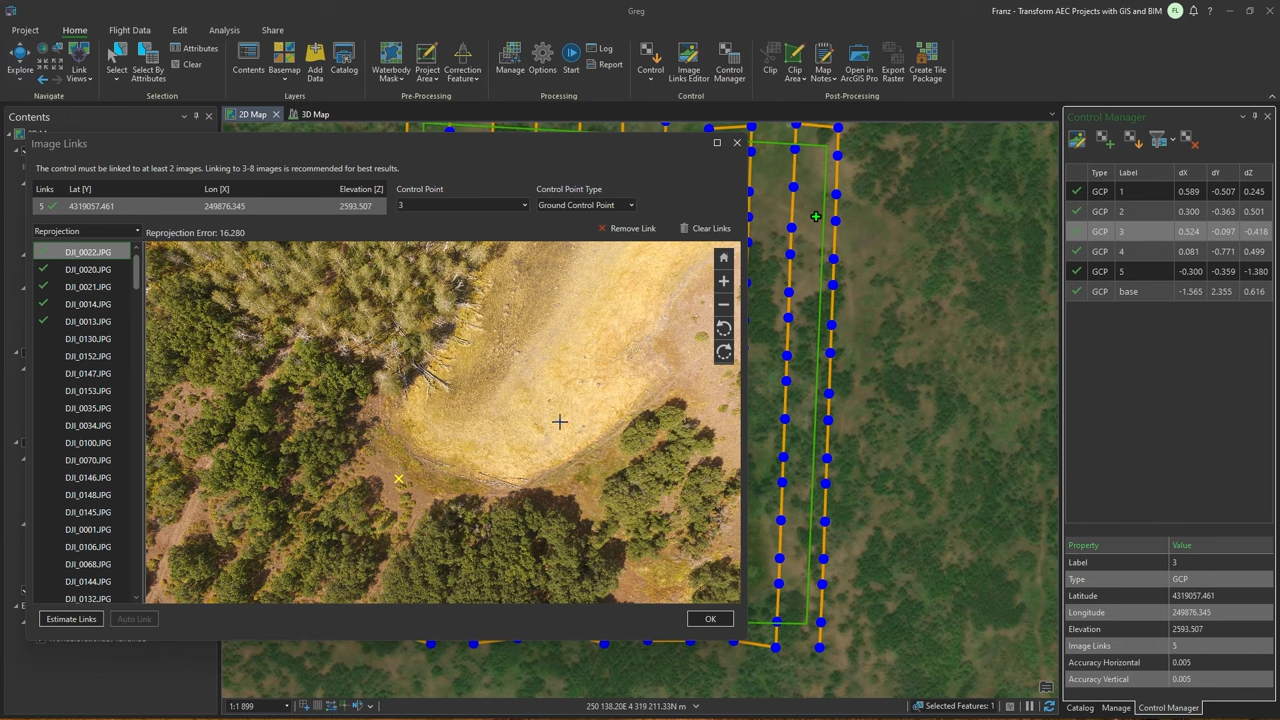 Greg
Franz - Transform AEC Projects with GIS and BIM FL
Project Home Flight Data Edit Analysis Share
Explore
Link Views
Navigate
Select
Select By Attributes
Attributes
Clear
Selection
Contents
Basemap
Add Data
Catalog
Layers
Waterbody Mask
Project Area
Correction Feature
Pre-Processing
Manage
Options
Start
Log
Report
Processing
Control
Image Links Editor
Control Manager
Control
Clip
Clip Area
Map Notes
Open in ArcGIS Pro
Export Raster
Create Tile Package
Post-Processing
Contents
2D Map
3D Map
Image Links
The control must be linked to at least 2 images. Linking to 3-8 images is recommended for best results.
Links Lat [Y] Lon [X] Elevation [Z] Control Point Control Point Type
5 4319057.461 249876.345 2593.507 3 Ground Control Point
Reprojection
Reprojection Error: 16.280
Remove Link
Clear Links
DJI_0022.JPG
DJI_0020.JPG
DJI_0021.JPG
DJI_0014.JPG
DJI_0013.JPG
DJI_0130.JPG
DJI_0152.JPG
DJI_0147.JPG
DJI_0153.JPG
DJI_0035.JPG
DJI_0034.JPG
DJI_0100.JPG
DJI_0070.JPG
DJI_0146.JPG
DJI_0148.JPG
DJI_0145.JPG
DJI_0001.JPG
DJI_0106.JPG
DJI_0068.JPG
DJI_0144.JPG
DJI_0132.JPG
Estimate Links
Auto Link
OK
1:1 899
250 138.20E 4 319 211.33N m
Selected Features: 1
Control Manager
Type Label dX dY dZ
GCP 1 0.589 -0.507 0.245
GCP 2 0.300 -0.363 0.501
GCP 3 0.524 -0.097 -0.418
GCP 4 0.081 -0.771 0.499
GCP 5 -0.300 -0.359 -1.380
GCP base -1.565 2.355 0.616
Property Value
Label 3
Type GCP
Latitude 4319057.461
Longitude 249876.345
Elevation 2593.507
Image Links 5
Accuracy Horizontal 0.005
Accuracy Vertical 0.005
Catalog Manage Control Manager